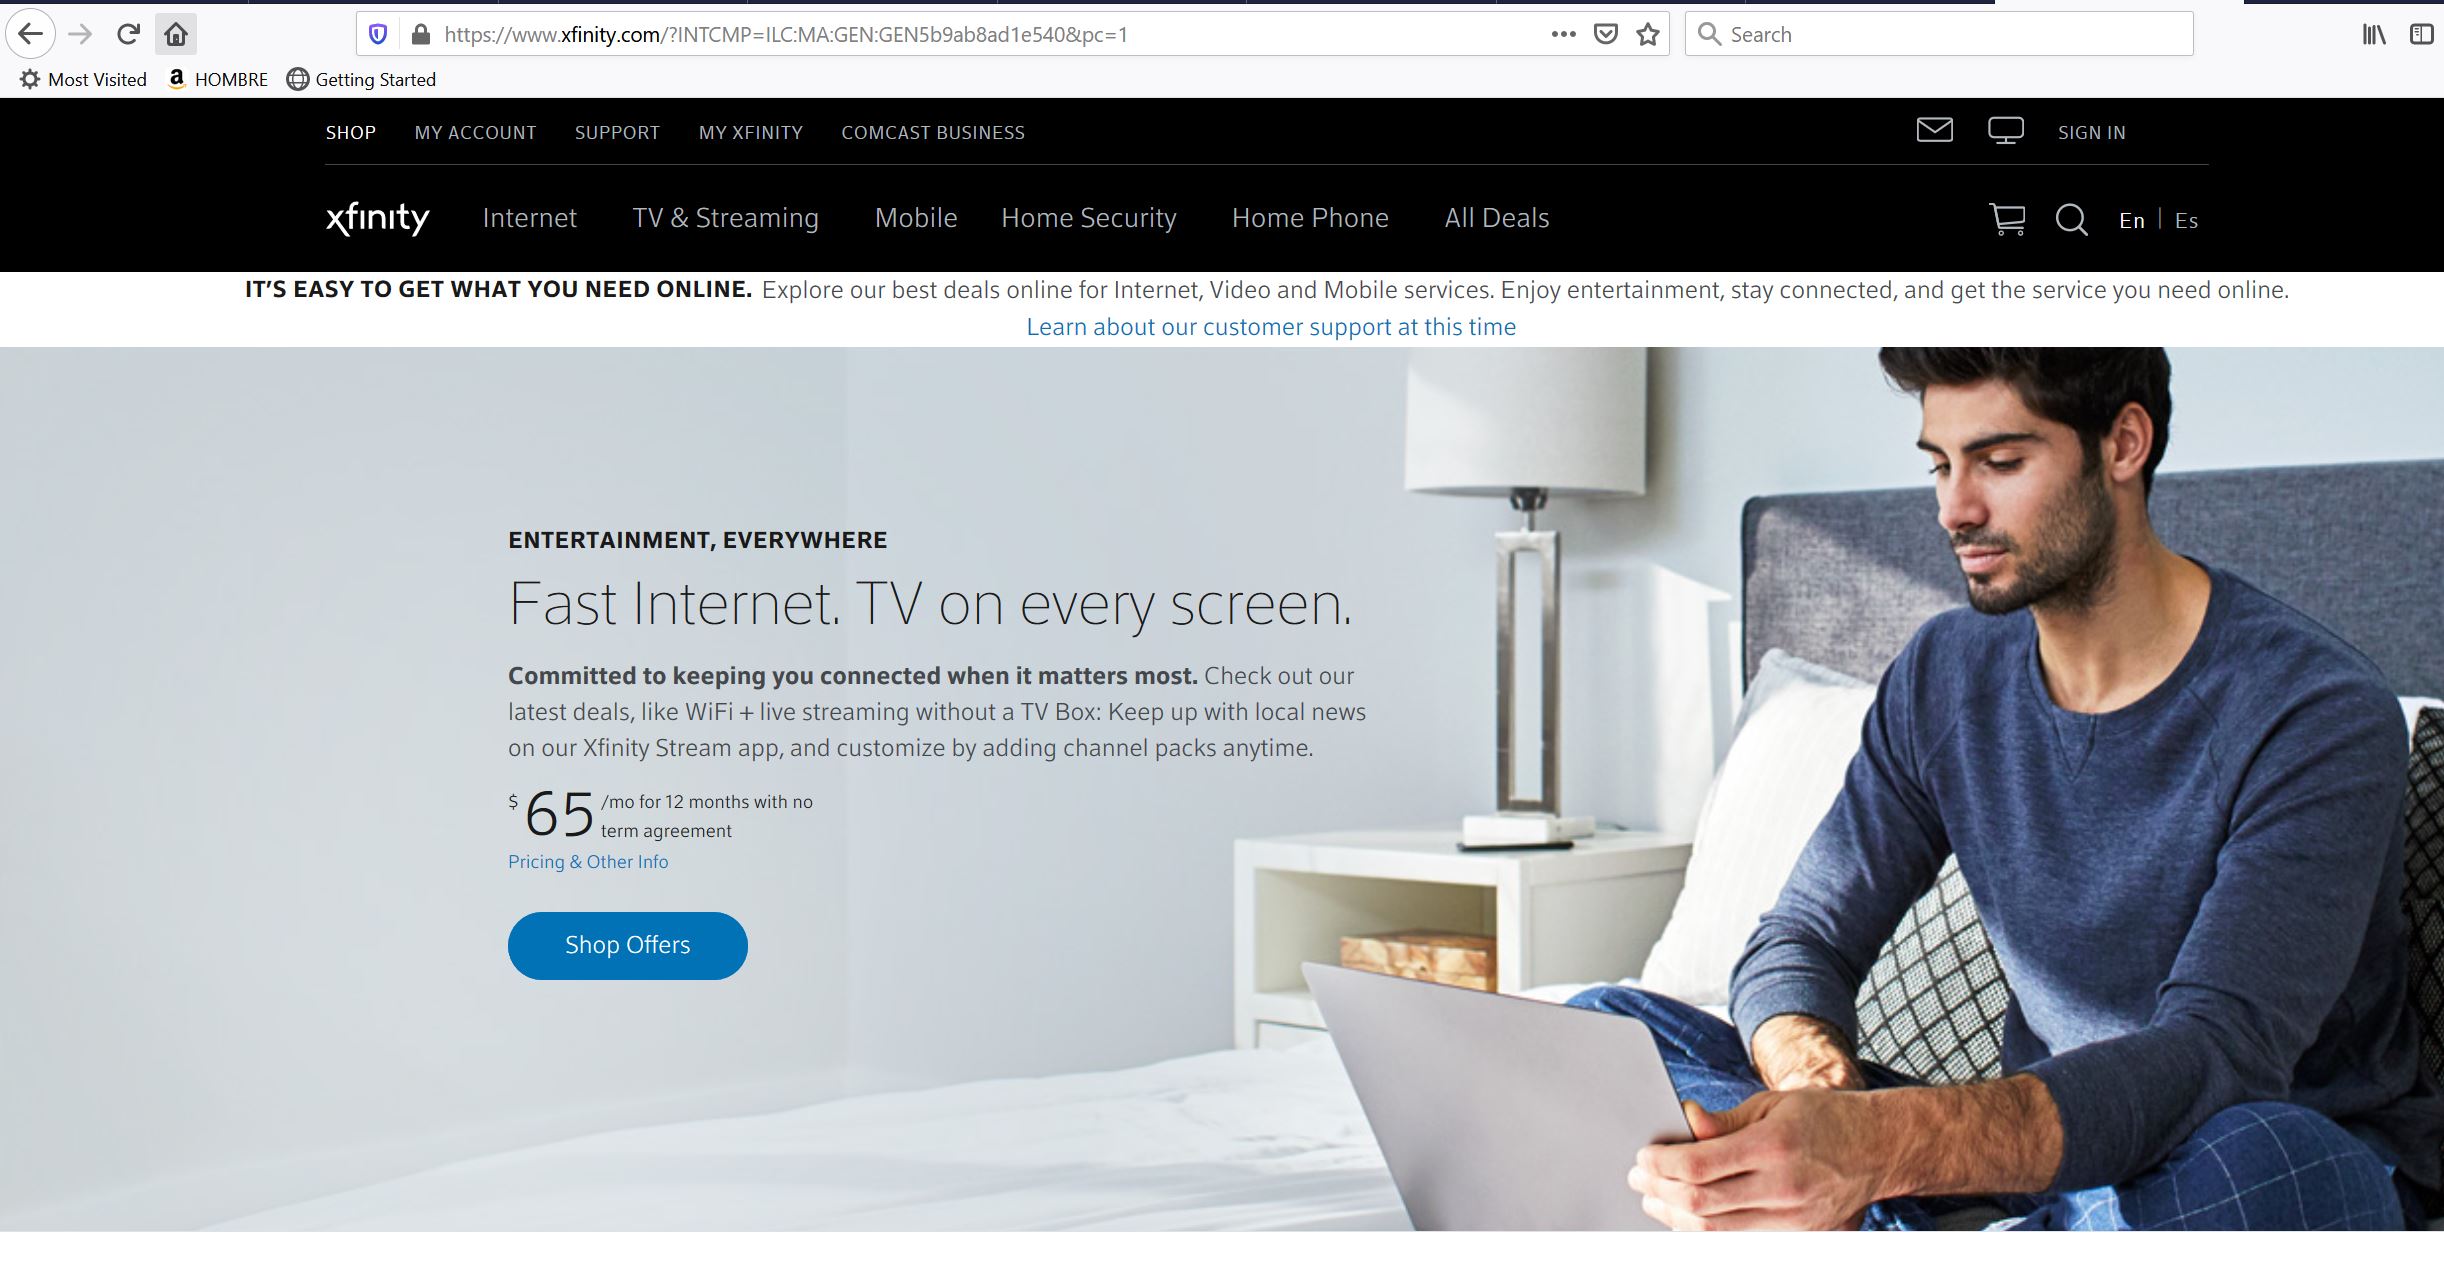 https://www.xfinity.com/?INTCMP=ILC:MA:GEN:GEN5b9ab8ad1e540&pc=1
Search
Most Visited
a HOMBRE
Getting Started
SHOP MY ACCOUNT SUPPORT MY XFINITY COMCAST BUSINESS
SIGN IN
xfinity Internet TV & Streaming Mobile Home Security Home Phone All Deals
En | Es
IT'S EASY TO GET WHAT YOU NEED ONLINE. Explore our best deals online for Internet, Video and Mobile services. Enjoy entertainment, stay connected, and get the service you need online.
Learn about our customer support at this time
ENTERTAINMENT, EVERYWHERE
Fast Internet. TV on every screen.
Committed to keeping you connected when it matters most. Check out our
latest deals, like WiFi + live streaming without a TV Box: Keep up with local news
on our Xfinity Stream app, and customize by adding channel packs anytime.
$65 /mo for 12 months with no
term agreement
Pricing & Other Info
Shop Offers